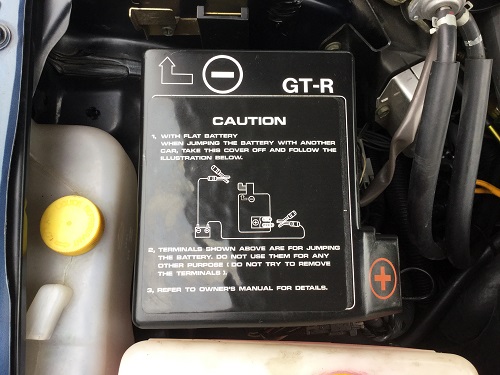 GT-R
CAUTION
1, WITH FLAT BATTERY
WHEN JUMPING THE BATTERY WITH ANOTHER
CAR, TAKE THIS COVER OFF AND FOLLOW THE
ILLUSTRATION BELOW.
2, TERMINALS SHOWN ABOVE ARE FOR JUMPING
THE BATTERY. DO NOT USE THEM FOR ANY
OTHER PURPOSE ( DO NOT TRY TO REMOVE
THE TERMINALS ).
3, REFER TO OWNER'S MANUAL FOR DETAILS.